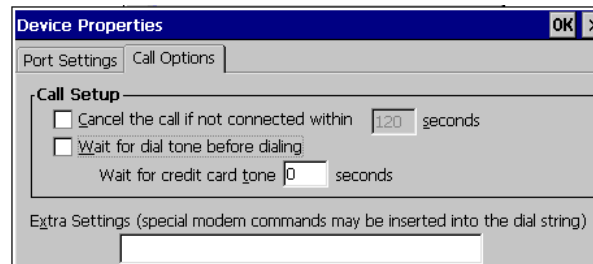 Device Properties OK
Port Settings Call Options
Call Setup
Cancel the call if not connected within 120 seconds
Wait for dial tone before dialing
Wait for credit card tone 0 seconds
Extra Settings (special modem commands may be inserted into the dial string)